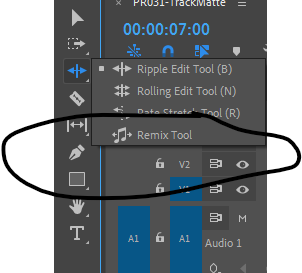 PR031-TrackMatte
00:00:07:00
Ripple Edit Tool (B)
Rolling Edit Tool (N)
Rate Stretch Tool (R)
Remix Tool
V2
V1
A1 A1 M
Audio 1
T